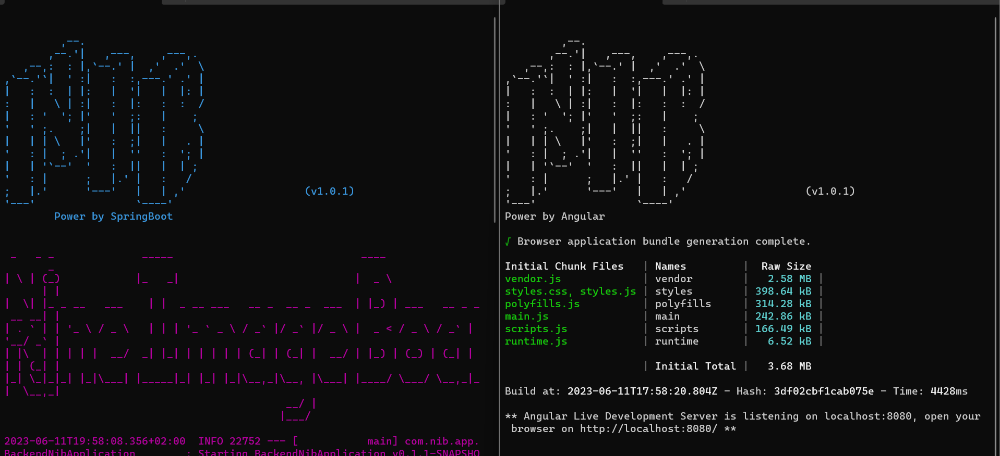 (v1.0.1)
Power by SpringBoot
2023-06-11T19:58:08.356+02:00  INFO 22752 --- [           main] com.nib.app.
BackendNibApplication        : Starting BackendNibApplication v0.1.1-SNAPSHO
(v1.0.1)
Power by Angular
√ Browser application bundle generation complete.
Initial Chunk Files   | Names         |  Raw Size
vendor.js             | vendor        |   2.58 MB |
styles.css, styles.js | styles        | 398.64 kB |
polyfills.js          | polyfills     | 314.28 kB |
main.js               | main          | 242.86 kB |
scripts.js            | scripts       | 166.49 kB |
runtime.js            | runtime       |   6.52 kB |
| Initial Total |   3.68 MB
Build at: 2023-06-11T17:58:20.804Z - Hash: 3df02cbf1cab075e - Time: 4428ms
** Angular Live Development Server is listening on localhost:8080, open your
browser on http://localhost:8080/ **